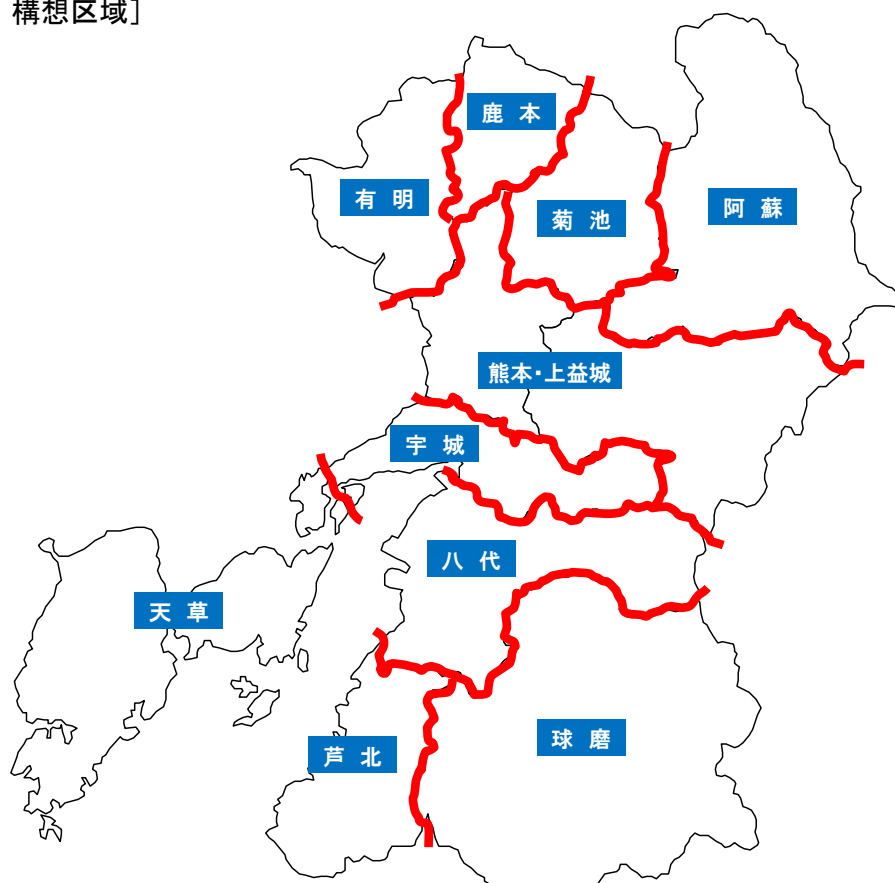 構想区域]
鹿 本
有 明
菊 池
阿 蘇
熊本・上益城
宇 城
八 代
天 草
芦 北
球 磨